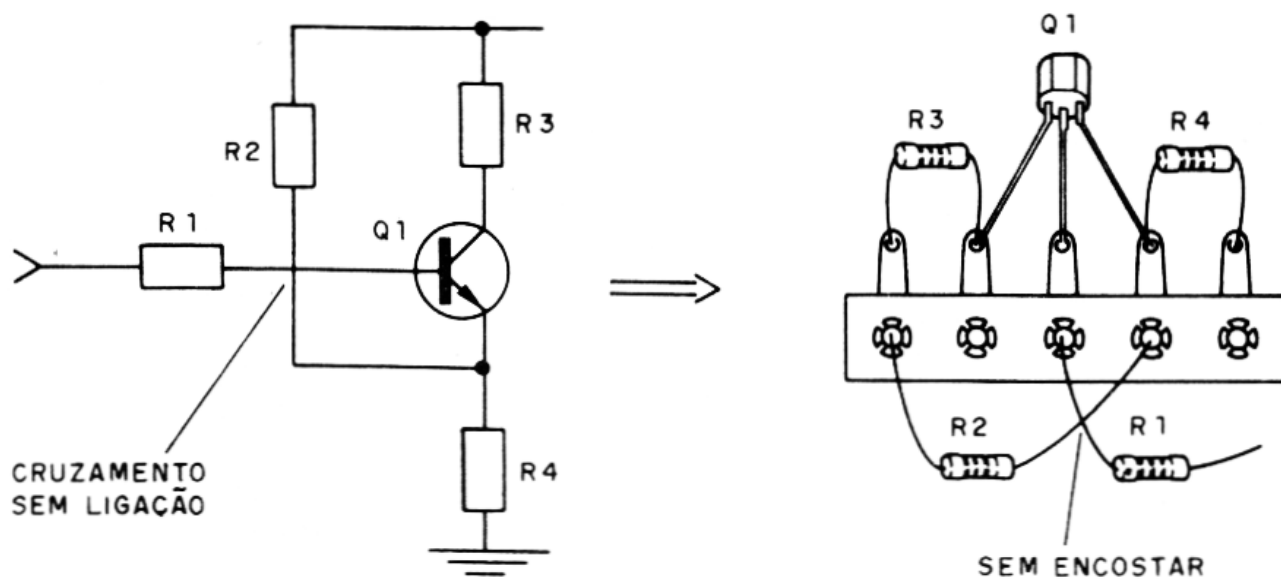 R2
R3
R1
Q1
R4
CRUZAMENTO
SEM LIGAÇÃO
Q1
R3
R4
R2
R1
SEM ENCOSTAR